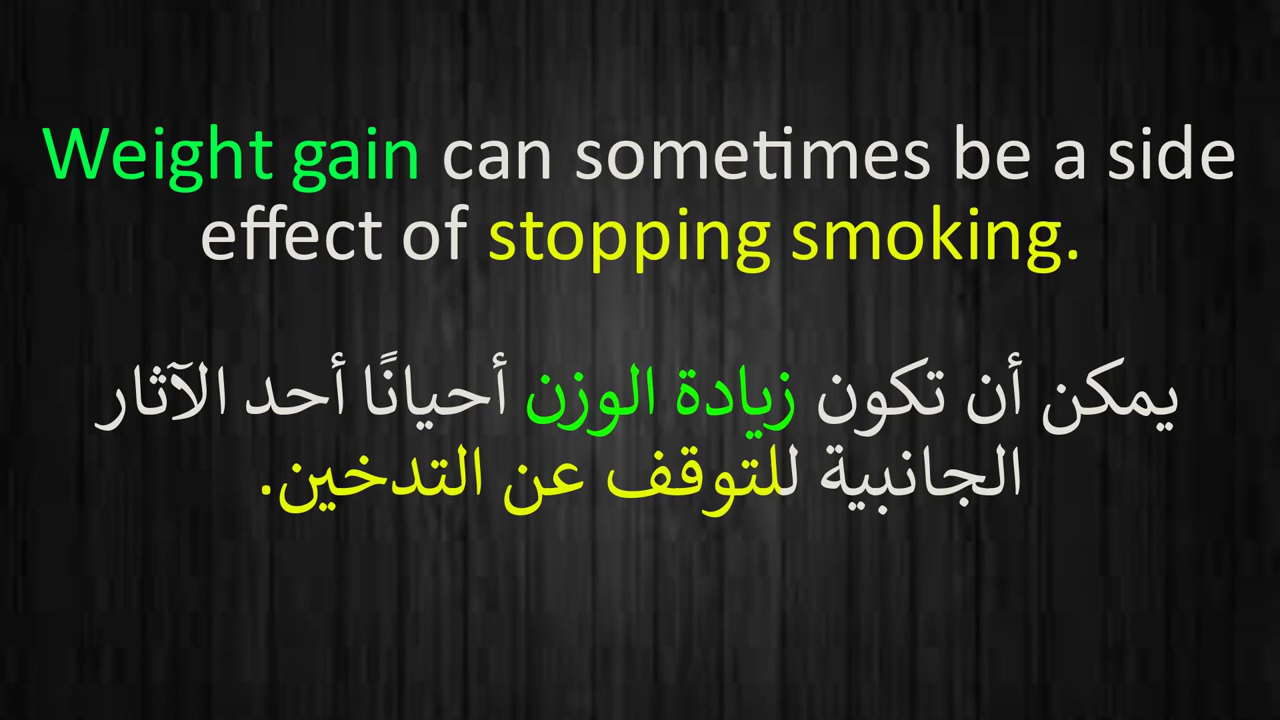 Weight gain can sometimes be a side
effect of stopping smoking.
يمكن أن تكون زيادة الوزن أحيانًا أحد الآثار
الجانبية للتوقف عن التدخين.